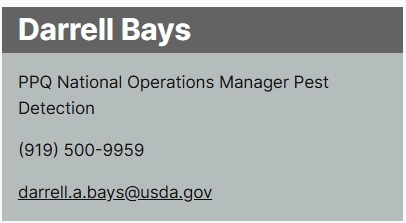 Darrell Bays
PPQ National Operations Manager Pest
Detection
(919) 500-9959
darrell.a.bays@usda.gov